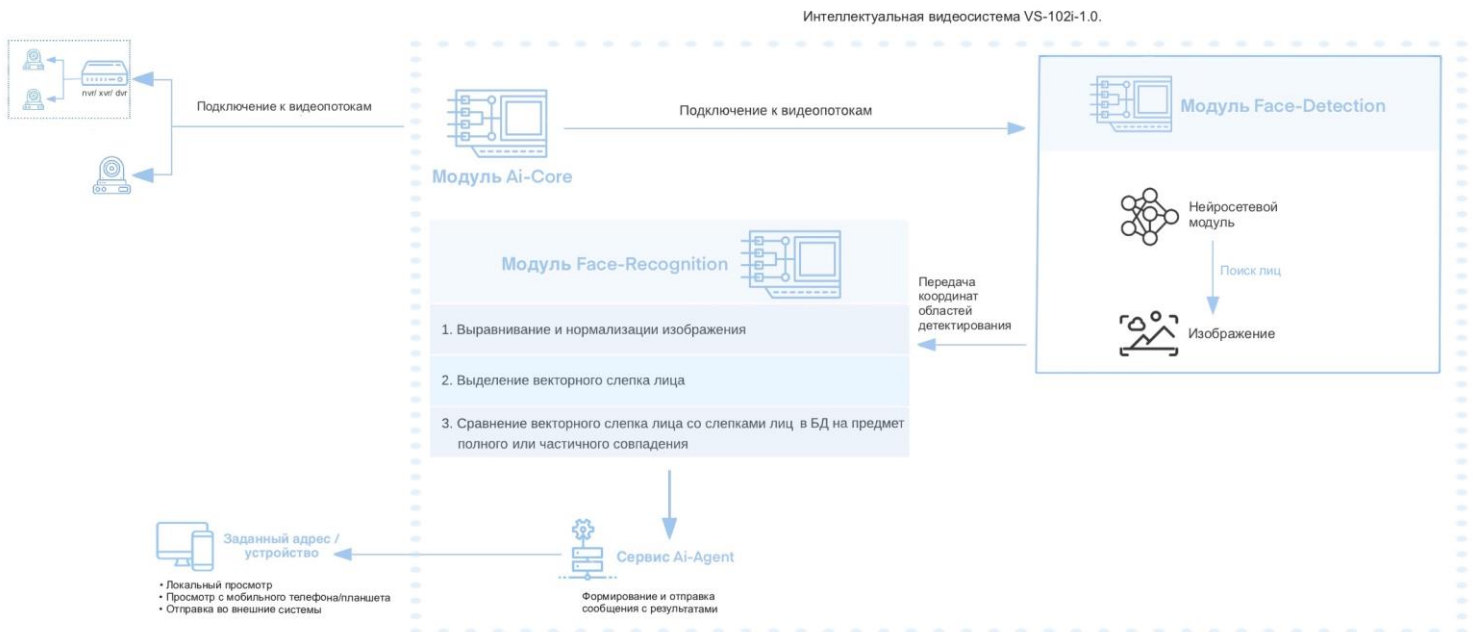 Интеллектуальная видеосистема VS-102i-1.0.
nvr/ xvr/ dvr
Подключение к видеопотокам
Модуль Ai-Core
Подключение к видеопотокам
Модуль Face-Detection
Нейросетевой
модуль
Поиск лиц
Изображение
Передача
координат
областей
детектирования
Модуль Face-Recognition
1. Выравнивание и нормализации изображения
2. Выделение векторного слепка лица
3. Сравнение векторного слепка лица со слепками лиц в БД на предмет
полного или частичного совпадения
Сервис Ai-Agent
Формирование и отправка
сообщения с результатами
Заданный адрес /
устройство
• Локальный просмотр
• Просмотр с мобильного телефона/планшета
• Отправка во внешние системы